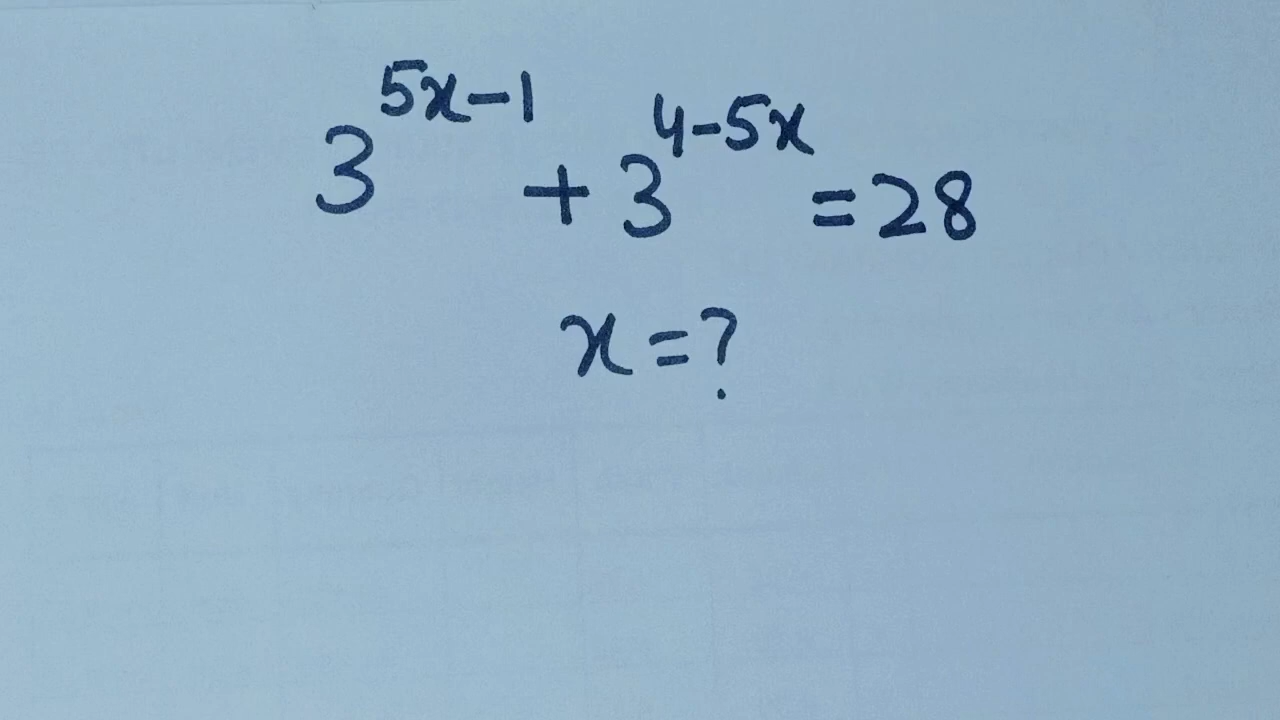 3^{5x-1} + 3^{4-5x} = 28
x = ?